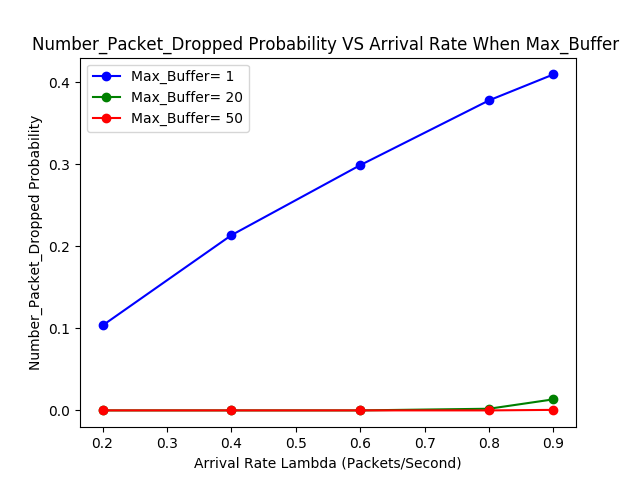 Number_Packet_Dropped Probability VS Arrival Rate When Max_Buffer
Max_Buffer= 1
Max_Buffer= 20
Max_Buffer= 50
Number_Packet_Dropped Probability
0.4
0.3
0.2
0.1
0.0
0.2 0.3 0.4 0.5 0.6 0.7 0.8 0.9
Arrival Rate Lambda (Packets/Second)